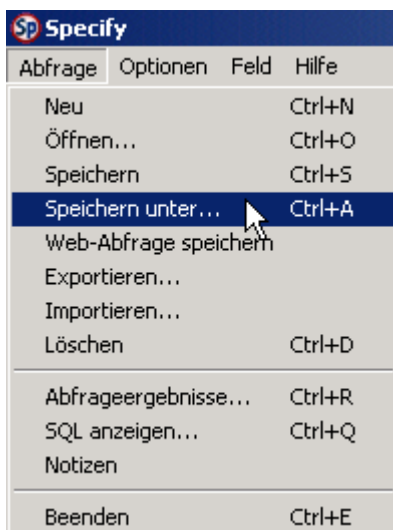 Sp Specify
Abfrage Optionen Feld Hilfe
Neu Ctrl+N
Öffnen... Ctrl+O
Speichern Ctrl+S
Speichern unter... Ctrl+A
Web-Abfrage speichern
Exportieren...
Importieren...
Löschen Ctrl+D
Abfrageergebnisse... Ctrl+R
SQL anzeigen... Ctrl+Q
Notizen
Beenden Ctrl+E